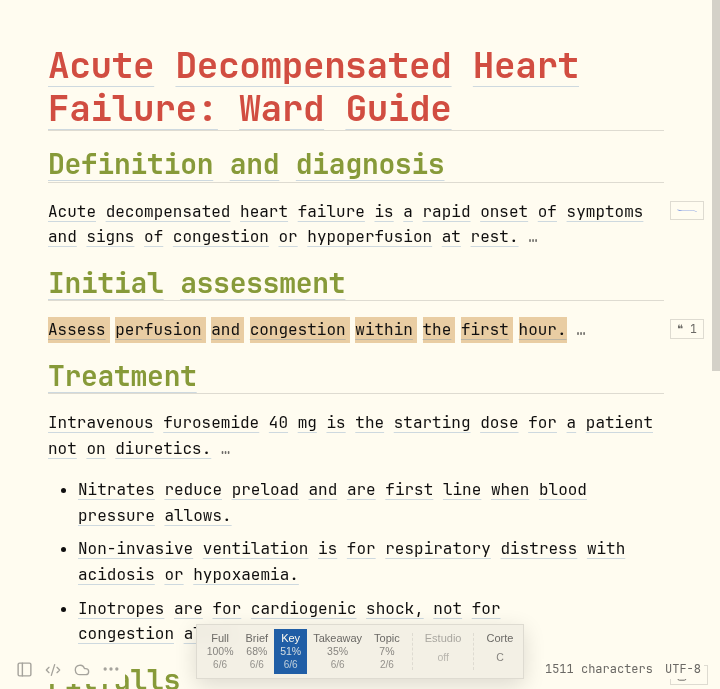 Acute Decompensated Heart
Failure: Ward Guide
Definition and diagnosis
Acute decompensated heart failure is a rapid onset of symptoms
and signs of congestion or hypoperfusion at rest. …
Initial assessment
Assess perfusion and congestion within the first hour. …
❝ 1
Treatment
Intravenous furosemide 40 mg is the starting dose for a patient
not on diuretics. …
• Nitrates reduce preload and are first line when blood
pressure allows.
• Non-invasive ventilation is for respiratory distress with
acidosis or hypoxaemia.
• Inotropes are for cardiogenic shock, not for
congestion
Full Brief Key Takeaway Topic Estudio Corte
100% 68% 51% 35% 7% off C
6/6 6/6 6/6 6/6 2/6
1511 characters UTF-8